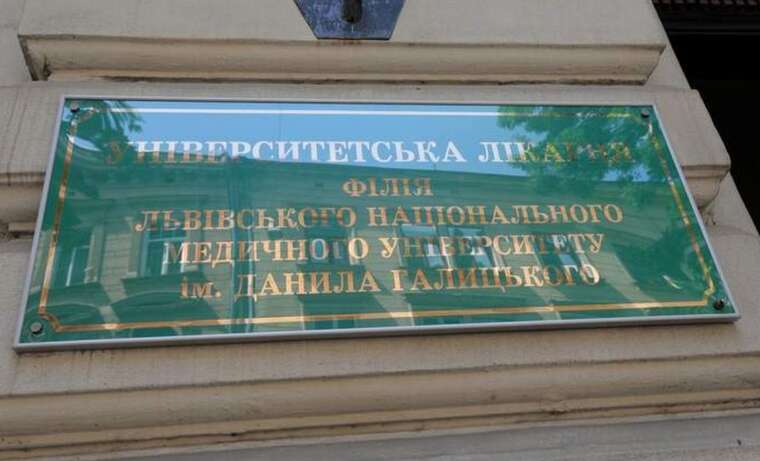 УНІВЕРСИТЕТСЬКА ЛІКАРНЯ
ФІЛІЯ
ЛЬВІВСЬКОГО НАЦІОНАЛЬНОГО
МЕДИЧНОГО УНІВЕРСИТЕТУ
ім. ДАНИЛА ГАЛИЦЬКОГО